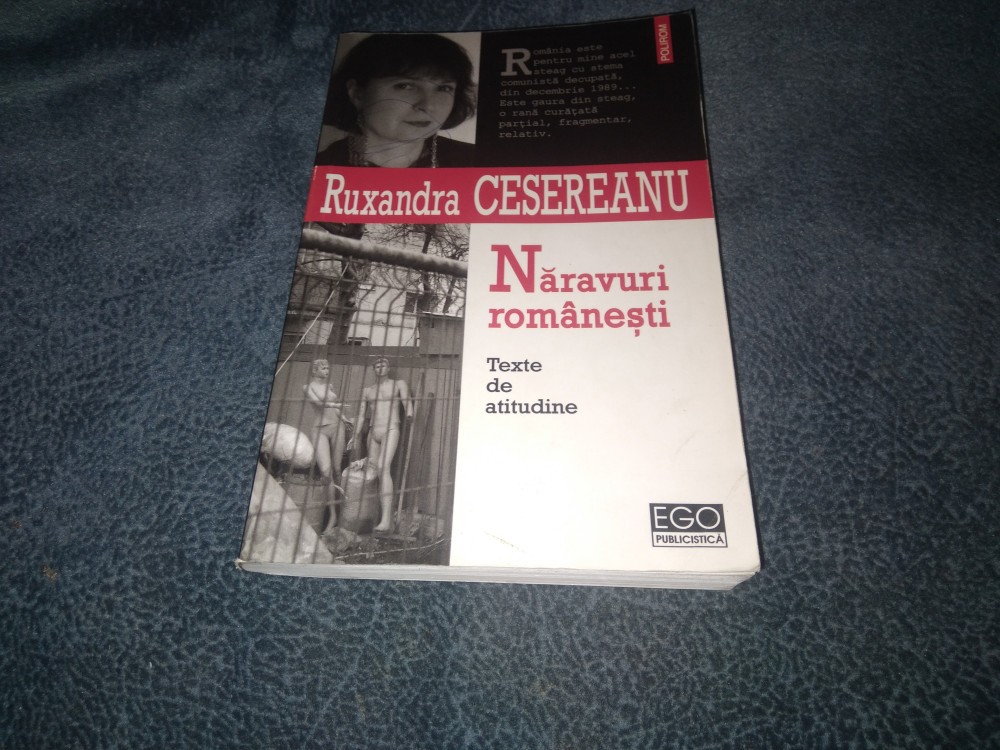 POLIROM
România este
pentru mine acel
steag cu stema
comunistă decupată,
din decembrie 1989...
Este gaura din steag,
o rană curățată
parțial, fragmentar,
relativ.
Ruxandra CESEREANU
Năravuri
românești
Texte
de
atitudine
EGO
PUBLICISTICĂ